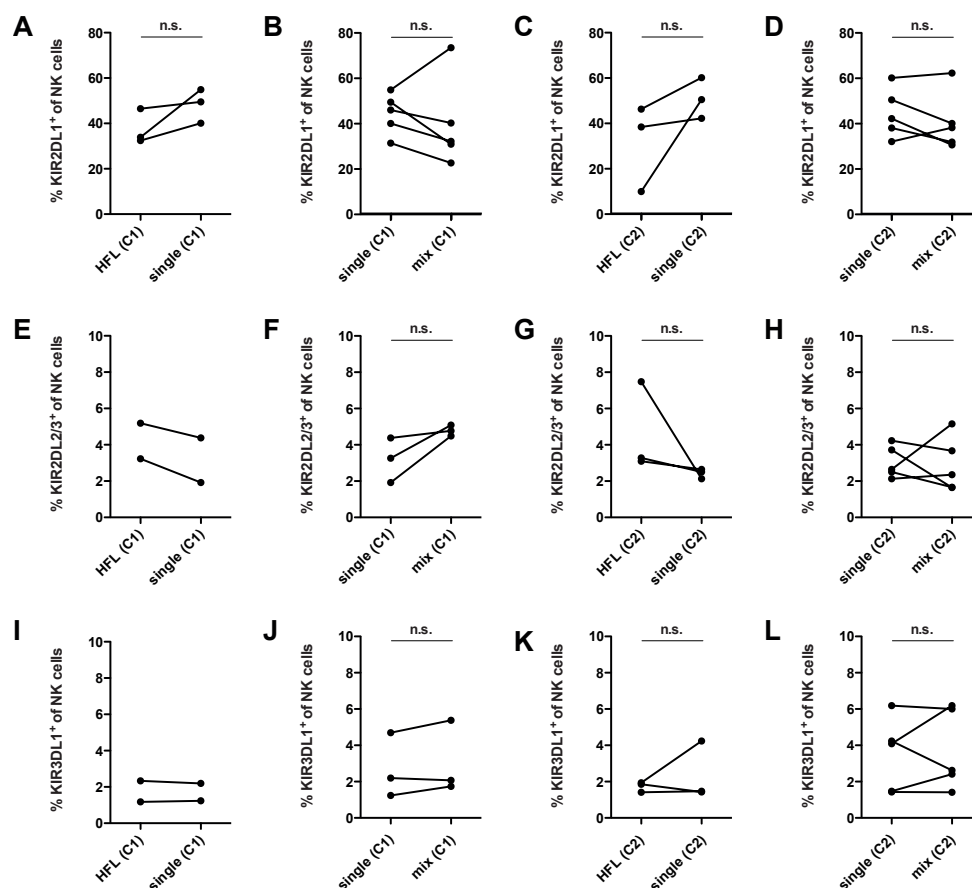 A
n.s.
% KIR2DL1+ of NK cells
80
60
40
20
0
HFL (C1)
single (C1)
B
n.s.
% KIR2DL1+ of NK cells
80
60
40
20
0
single (C1)
mix (C1)
C
n.s.
% KIR2DL1+ of NK cells
80
60
40
20
0
HFL (C2)
single (C2)
D
n.s.
% KIR2DL1+ of NK cells
80
60
40
20
0
single (C2)
mix (C2)
E
% KIR2DL2/3+ of NK cells
10
8
6
4
2
0
HFL (C1)
single (C1)
F
n.s.
% KIR2DL2/3+ of NK cells
10
8
6
4
2
0
single (C1)
mix (C1)
G
n.s.
% KIR2DL2/3+ of NK cells
10
8
6
4
2
0
HFL (C2)
single (C2)
H
n.s.
% KIR2DL2/3+ of NK cells
10
8
6
4
2
0
single (C2)
mix (C2)
I
% KIR3DL1+ of NK cells
10
8
6
4
2
0
HFL (C1)
single (C1)
J
n.s.
% KIR3DL1+ of NK cells
10
8
6
4
2
0
single (C1)
mix (C1)
K
n.s.
% KIR3DL1+ of NK cells
10
8
6
4
2
0
HFL (C2)
single (C2)
L
n.s.
% KIR3DL1+ of NK cells
10
8
6
4
2
0
single (C2)
mix (C2)